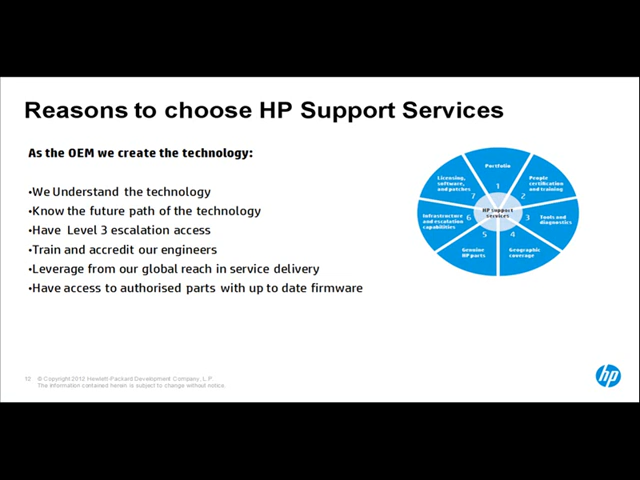 Reasons to choose HP Support Services
As the OEM we create the technology:
•We Understand the technology
•Know the future path of the technology
•Have Level 3 escalation access
•Train and accredit our engineers
•Leverage from our global reach in service delivery
•Have access to authorised parts with up to date firmware
Portfolio
1
People
certification
and training
2
3 Tools and
diagnostics
4
Geographic
coverage
5
Genuine
HP parts
Infrastructure
and escalation
capabilities
6
Licensing,
software,
and patches
7
HP support
services
12 © Copyright 2012 Hewlett-Packard Development Company, L.P.
The information contained herein is subject to change without notice.
hp